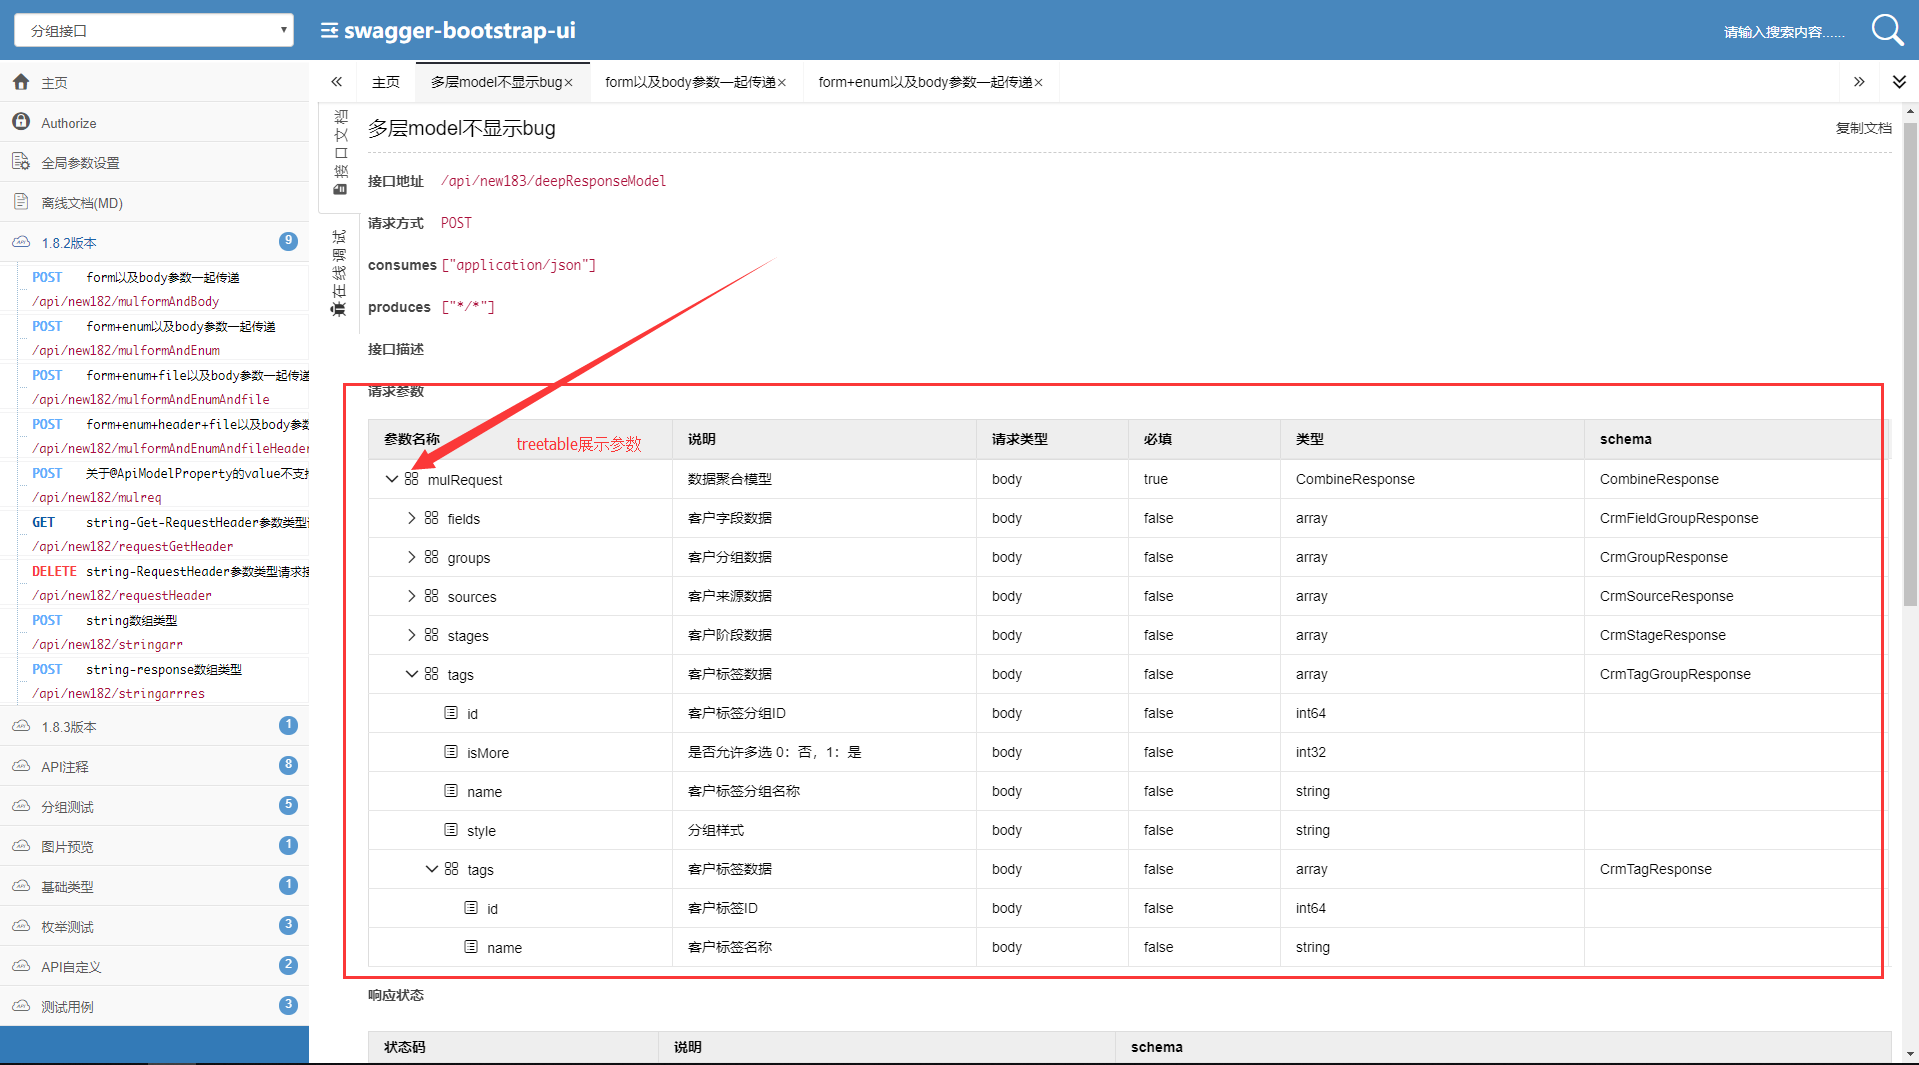 分组接口
swagger-bootstrap-ui
请输入搜索内容......
主页
Authorize
全局参数设置
离线文档(MD)
1.8.2版本
9
POST form以及body参数一起传递
/api/new182/mulformAndBody
POST form+enum以及body参数一起传递
/api/new182/mulformAndEnum
POST form+enum+file以及body参数一起传递
/api/new182/mulformAndEnumAndfile
POST form+enum+header+file以及body参数
/api/new182/mulformAndEnumAndfileHeader
POST 关于@ApiModelProperty的value不支持
/api/new182/mulreq
GET string-Get-RequestHeader参数类型
/api/new182/requestGetHeader
DELETE string-RequestHeader参数类型请求接
/api/new182/requestHeader
POST string数组类型
/api/new182/stringarr
POST string-response数组类型
/api/new182/stringarrres
1.8.3版本 1
API注释 8
分组测试 5
图片预览 1
基础类型 1
枚举测试 3
API自定义 2
测试用例 3
主页 多层model不显示bug× form以及body参数一起传递× form+enum以及body参数一起传递×
接口文档
在线调试
多层model不显示bug
复制文档
接口地址 /api/new183/deepResponseModel
请求方式 POST
consumes ["application/json"]
produces ["*/*"]
接口描述
请求参数
参数名称 说明 请求类型 必填 类型 schema
treetable展示参数
mulRequest 数据聚合模型 body true CombineResponse CombineResponse
fields 客户字段数据 body false array CrmFieldGroupResponse
groups 客户分组数据 body false array CrmGroupResponse
sources 客户来源数据 body false array CrmSourceResponse
stages 客户阶段数据 body false array CrmStageResponse
tags 客户标签数据 body false array CrmTagGroupResponse
id 客户标签分组ID body false int64
isMore 是否允许多选 0：否，1：是 body false int32
name 客户标签分组名称 body false string
style 分组样式 body false string
tags 客户标签数据 body false array CrmTagResponse
id 客户标签ID body false int64
name 客户标签名称 body false string
响应状态
状态码 说明 schema